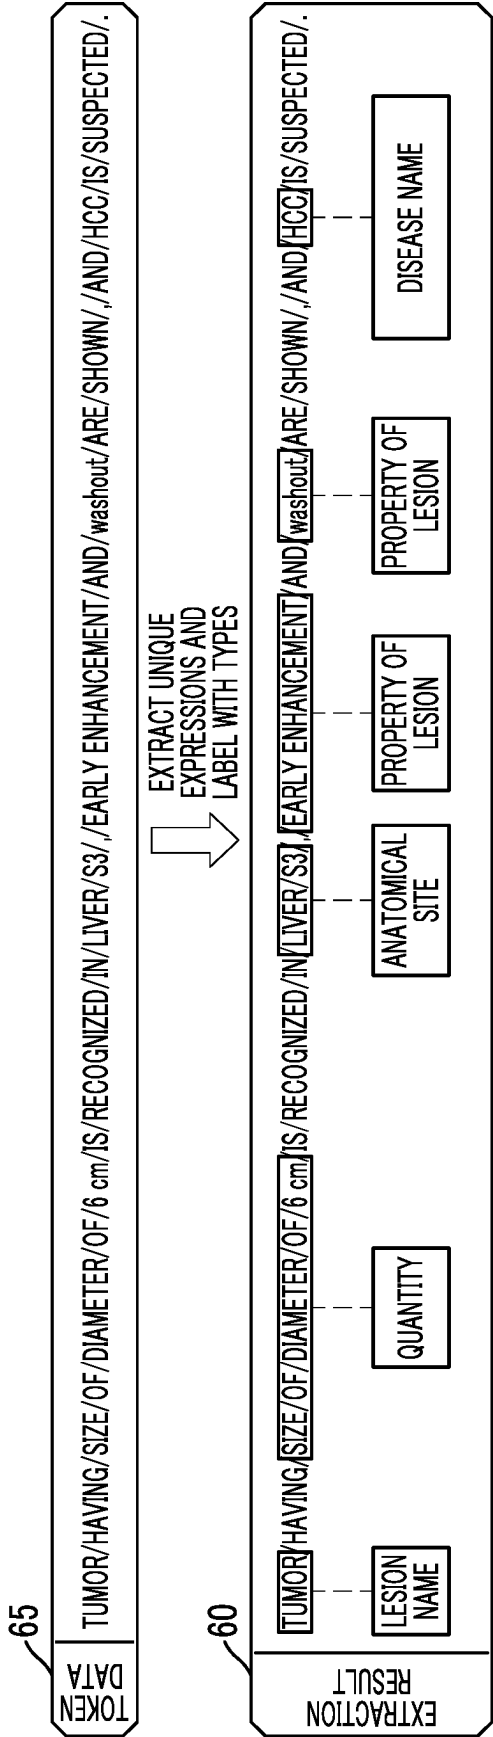 65
TOKEN
DATA
TUMOR/HAVING/SIZE/OF/DIAMETER/OF/6 cm/IS/RECOGNIZED/IN/LIVER/S3/,/EARLY ENHANCEMENT/AND/washout/ARE/SHOWN/,/AND/HCC/IS/SUSPECTED/.
EXTRACT UNIQUE
EXPRESSIONS AND
LABEL WITH TYPES
60
EXTRACTION
RESULT
TUMOR/HAVING/SIZE/OF/DIAMETER/OF/6 cm/IS/RECOGNIZED/IN/LIVER/S3/,/EARLY ENHANCEMENT/AND/washout/ARE/SHOWN/,/AND/HCC/IS/SUSPECTED/.
LESION
NAME
QUANTITY
ANATOMICAL
SITE
PROPERTY OF
LESION
PROPERTY OF
LESION
DISEASE NAME